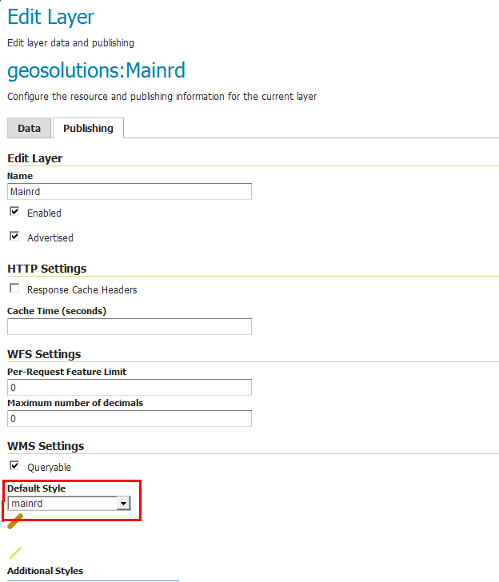 Edit Layer
Edit layer data and publishing
geosolutions:Mainrd
Configure the resource and publishing information for the current layer
Data Publishing
Edit Layer
Name
Mainrd
Enabled
Advertised
HTTP Settings
Response Cache Headers
Cache Time (seconds)
WFS Settings
Per-Request Feature Limit
0
Maximum number of decimals
0
WMS Settings
Queryable
Default Style
mainrd
Additional Styles